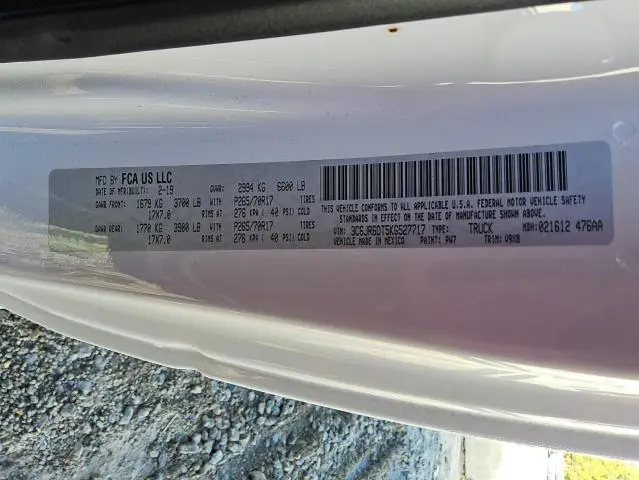 MFD BY FCA US LLC
DATE OF MFR(BUILT): 2-19 GVWR: 2994 KG 6600 LB
GAWR FRONT: 1679 KG 3700 LB WITH P265/70R17 TIRES
17X7.0 RIMS AT 276 KPA ( 40 PSI) COLD
GAWR REAR: 1770 KG 3900 LB WITH P265/70R17 TIRES
17X7.0 RIMS AT 276 KPA ( 40 PSI) COLD
THIS VEHICLE CONFORMS TO ALL APPLICABLE U.S.A. FEDERAL MOTOR VEHICLE SAFETY
STANDARDS IN EFFECT ON THE DATE OF MANUFACTURE SHOWN ABOVE.
VIN: 3C6JR6DT5KG527717 TYPE: TRUCK MDH: 021612 476AA
VEHICLE MADE IN MEXICO PAINT: PW7 TRIM: V9X8